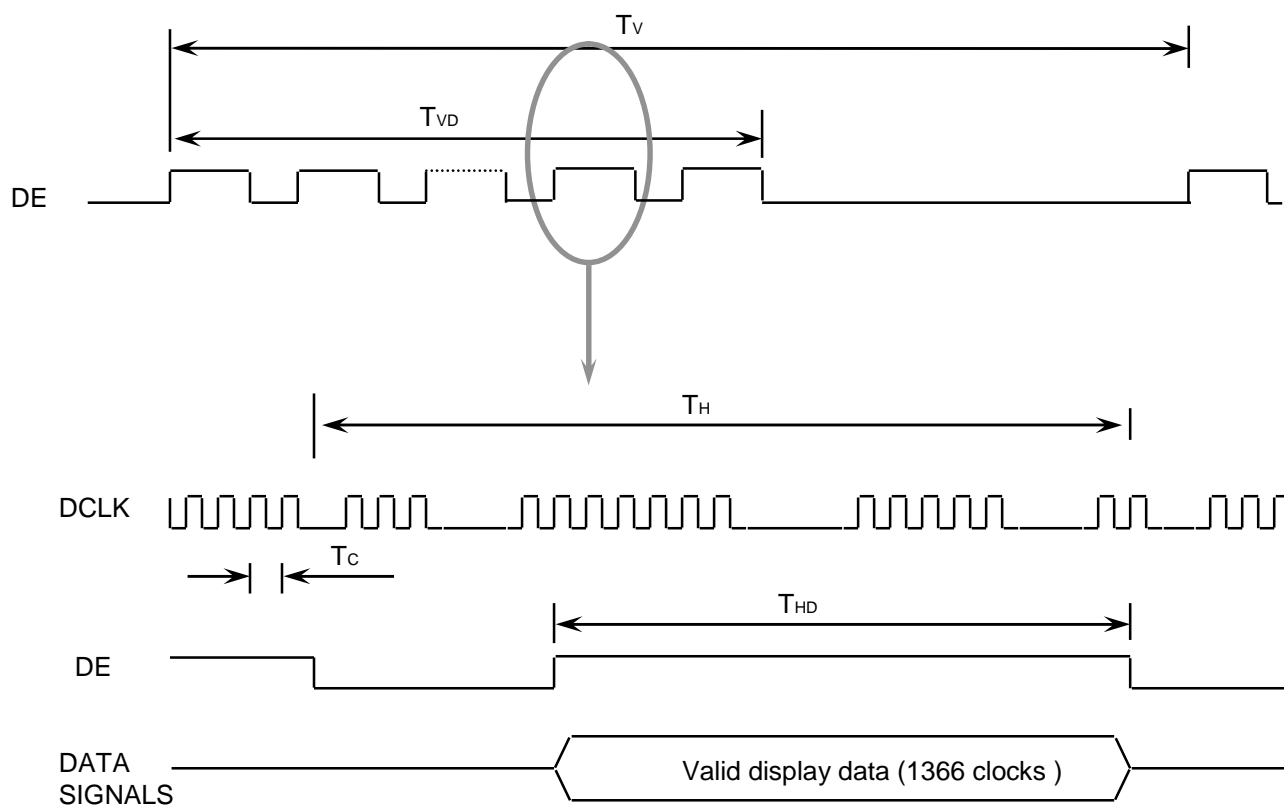 TV
TVD
DE
TH
DCLK
TC
THD
DE
DATA
SIGNALS
Valid display data (1366 clocks )